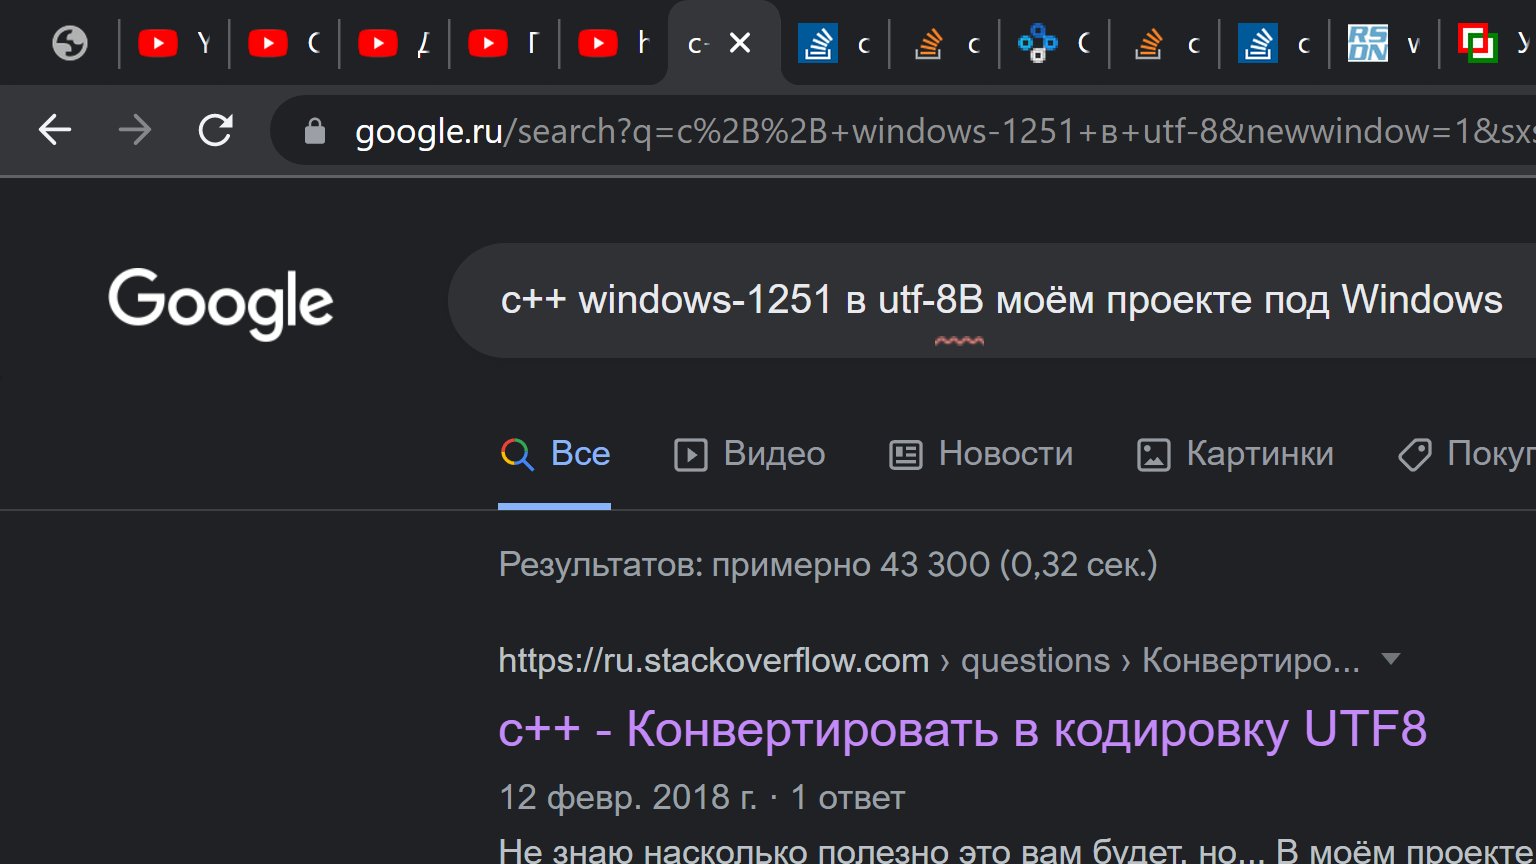 google.ru/search?q=c%2B%2B+windows-1251+в+utf-8&newwindow=1&sxs
Google
c++ windows-1251 в utf-8В моём проекте под Windows
Все Видео Новости Картинки Покуп
Результатов: примерно 43 300 (0,32 сек.)
https://ru.stackoverflow.com › questions › Конвертиро...
c++ - Конвертировать в кодировку UTF8
12 февр. 2018 г. · 1 ответ
Не знаю насколько полезно это вам будет, но... В моём проекте